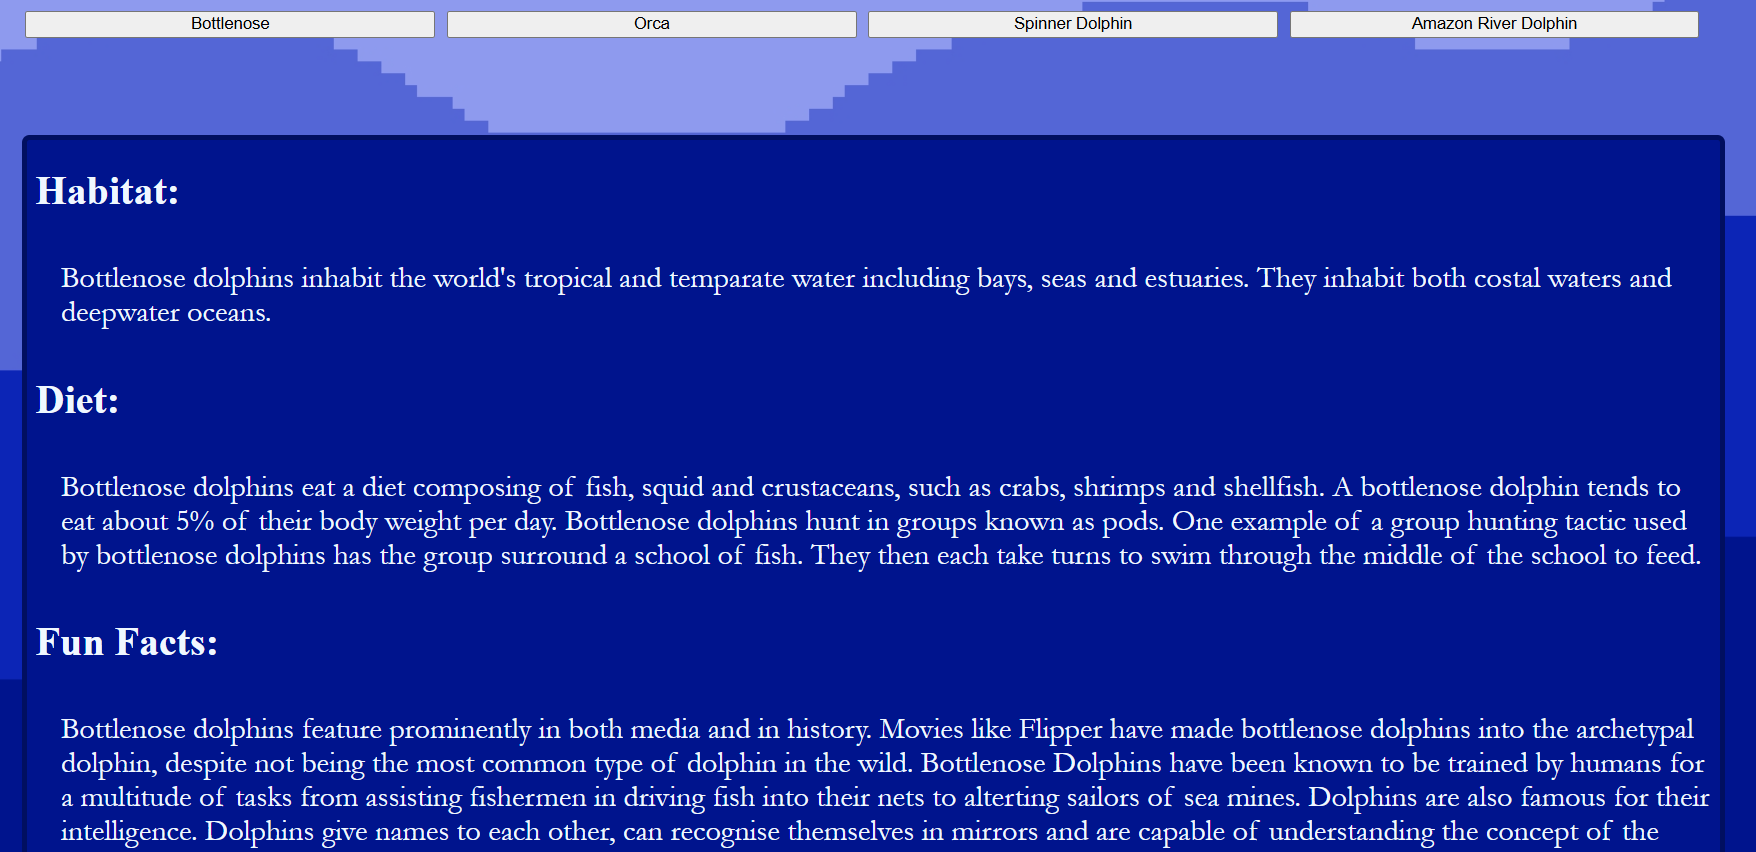 Bottlenose
Orca
Spinner Dolphin
Amazon River Dolphin
Habitat:
Bottlenose dolphins inhabit the world's tropical and temparate water including bays, seas and estuaries. They inhabit both costal waters and
deepwater oceans.
Diet:
Bottlenose dolphins eat a diet composing of fish, squid and crustaceans, such as crabs, shrimps and shellfish. A bottlenose dolphin tends to
eat about 5% of their body weight per day. Bottlenose dolphins hunt in groups known as pods. One example of a group hunting tactic used
by bottlenose dolphins has the group surround a school of fish. They then each take turns to swim through the middle of the school to feed.
Fun Facts:
Bottlenose dolphins feature prominently in both media and in history. Movies like Flipper have made bottlenose dolphins into the archetypal
dolphin, despite not being the most common type of dolphin in the wild. Bottlenose Dolphins have been known to be trained by humans for
a multitude of tasks from assisting fishermen in driving fish into their nets to alterting sailors of sea mines. Dolphins are also famous for their
intelligence. Dolphins give names to each other, can recognise themselves in mirrors and are capable of understanding the concept of the